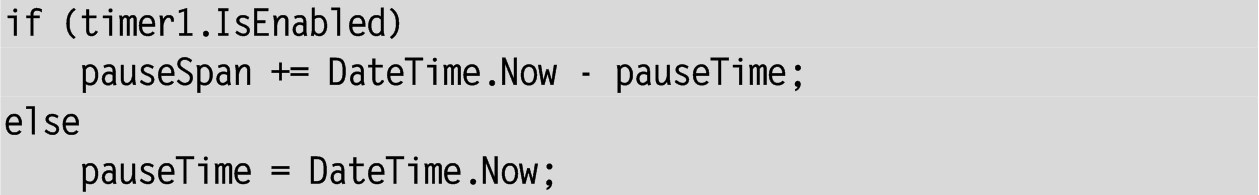 if (timer1.IsEnabled)
    pauseSpan += DateTime.Now - pauseTime;
else
    pauseTime = DateTime.Now;